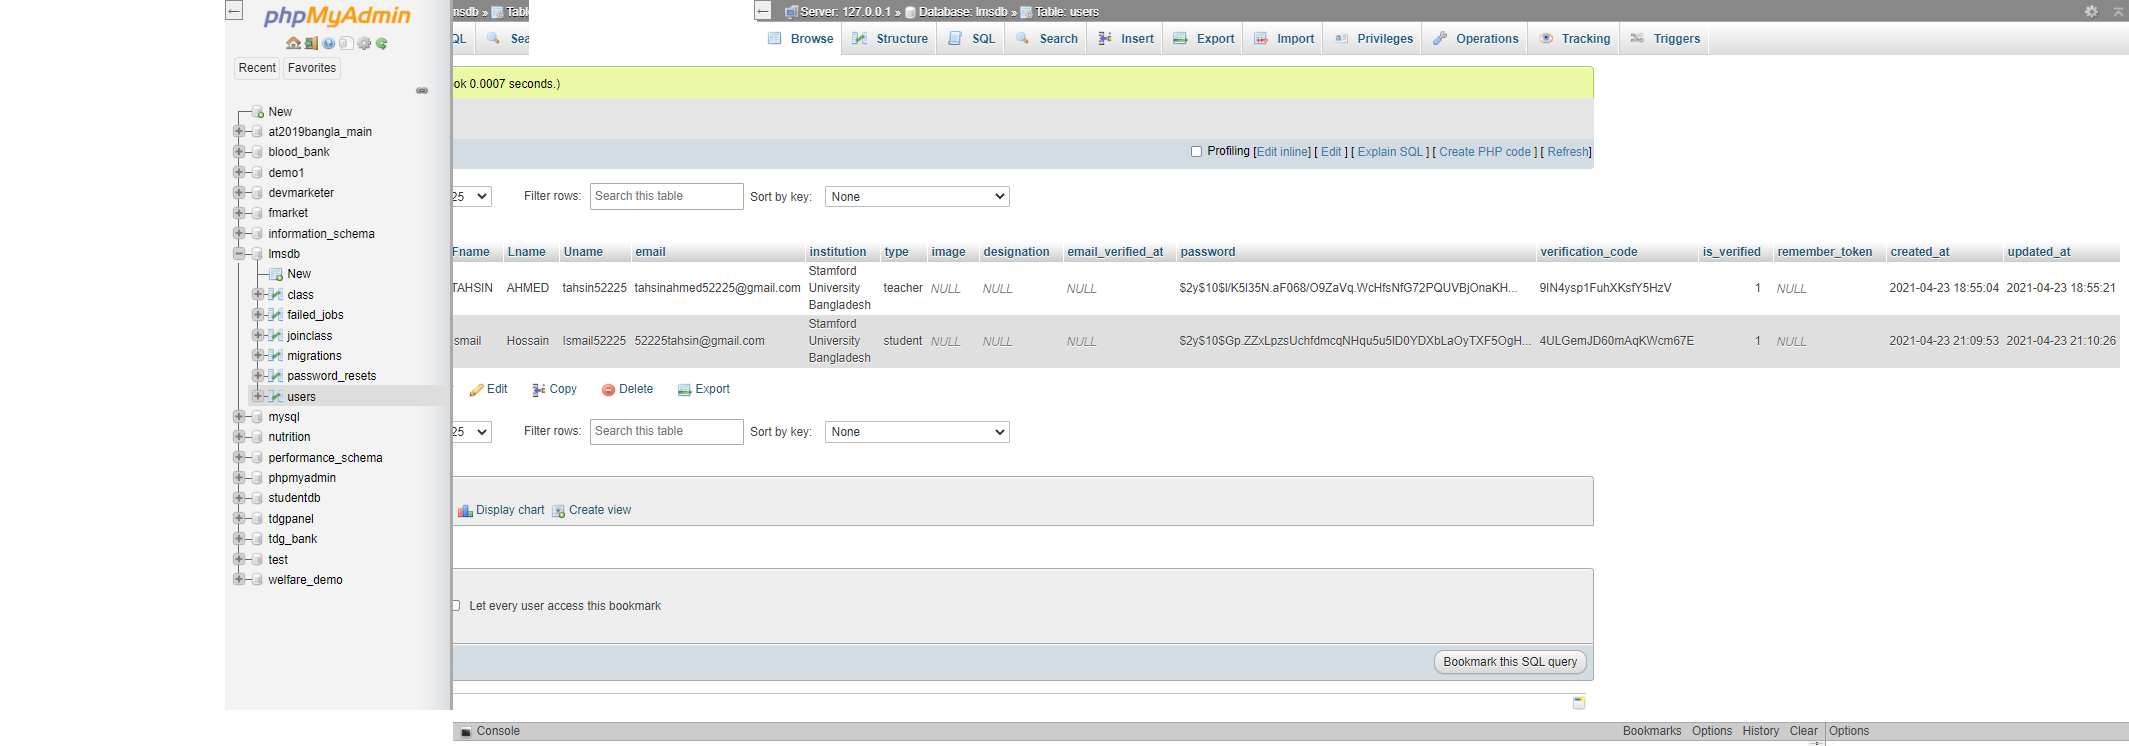 phpMyAdmin
Recent
Favorites
New
at2019bangla_main
blood_bank
demo1
devmarketer
fmarket
information_schema
lmsdb
New
class
failed_jobs
joinclass
migrations
password_resets
users
mysql
nutrition
performance_schema
phpmyadmin
studentdb
tdgpanel
tdg_bank
test
welfare_demo
msdb » Tabl
QL Sea
Server: 127.0.0.1 » Database: lmsdb » Table: users
Browse Structure SQL Search Insert Export Import Privileges Operations Tracking Triggers
ok 0.0007 seconds.)
Profiling [Edit inline] [ Edit ] [ Explain SQL ] [ Create PHP code ] [ Refresh]
25 Filter rows: Search this table Sort by key: None
Fname Lname Uname email institution type image designation email_verified_at password verification_code is_verified remember_token created_at updated_at
TAHSIN AHMED tahsin52225 tahsinahmed52225@gmail.com Stamford University Bangladesh teacher NULL NULL NULL $2y$10$l/K5I35N.aF068/O9ZaVq.WcHfsNfG72PQUVBjOnaKH... 9IN4ysp1FuhXKsfY5HzV 1 NULL 2021-04-23 18:55:04 2021-04-23 18:55:21
smail Hossain Ismail52225 52225tahsin@gmail.com Stamford University Bangladesh student NULL NULL NULL $2y$10$Gp.ZZxLpzsUchfdmcqNHqu5u5ID0YDXbLaOyTXF5OgH... 4ULGemJD60mAqKWcm67E 1 NULL 2021-04-23 21:09:53 2021-04-23 21:10:26
Edit Copy Delete Export
25 Filter rows: Search this table Sort by key: None
Display chart Create view
Let every user access this bookmark
Bookmark this SQL query
Console Bookmarks Options History Clear Options